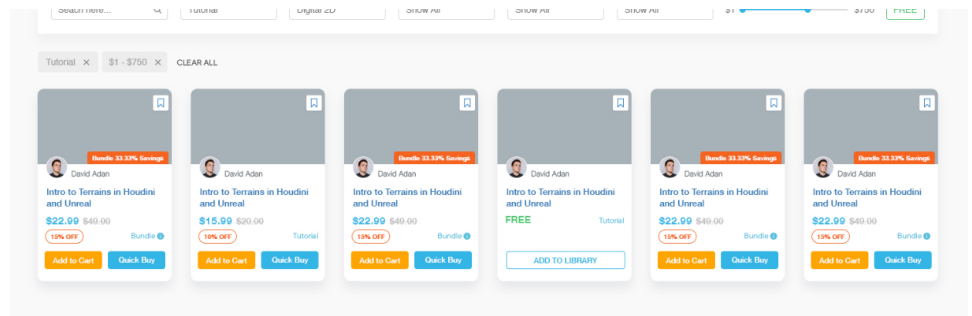 Seach here... Tutorial Digital 2D Show All Show All Show All $1 $750 FREE
Tutorial × $1 - $750 × CLEAR ALL
Bundle 33.33% Savings
David Adan
Intro to Terrains in Houdini
and Unreal
$22.99 $49.00
15% OFF Bundle
Add to Cart Quick Buy
David Adan
Intro to Terrains in Houdini
and Unreal
$15.99 $20.00
10% OFF Tutorial
Add to Cart Quick Buy
Bundle 33.33% Savings
David Adan
Intro to Terrains in Houdini
and Unreal
$22.99 $49.00
15% OFF Bundle
Add to Cart Quick Buy
David Adan
Intro to Terrains in Houdini
and Unreal
FREE Tutorial
ADD TO LIBRARY
Bundle 33.33% Savings
David Adan
Intro to Terrains in Houdini
and Unreal
$22.99 $49.00
15% OFF Bundle
Add to Cart Quick Buy
Bundle 33.33% Savings
David Adan
Intro to Terrains in Houdini
and Unreal
$22.99 $49.00
15% OFF Bundle
Add to Cart Quick Buy